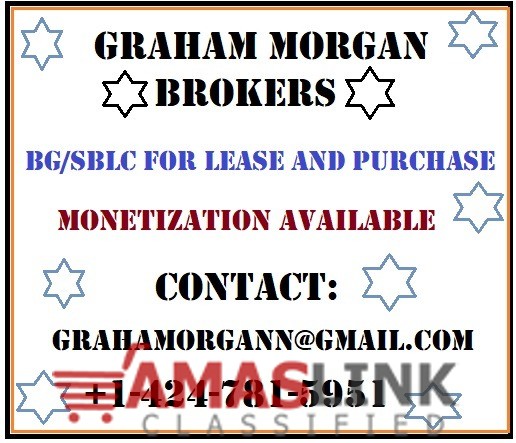 GRAHAM MORGAN
BROKERS
BG/SBLC FOR LEASE AND PURCHASE
MONETIZATION AVAILABLE
CONTACT:
GRAHAMORGANN@GMAIL.COM
+1-424-781-5951
AMASLINK
CLASSIFIED